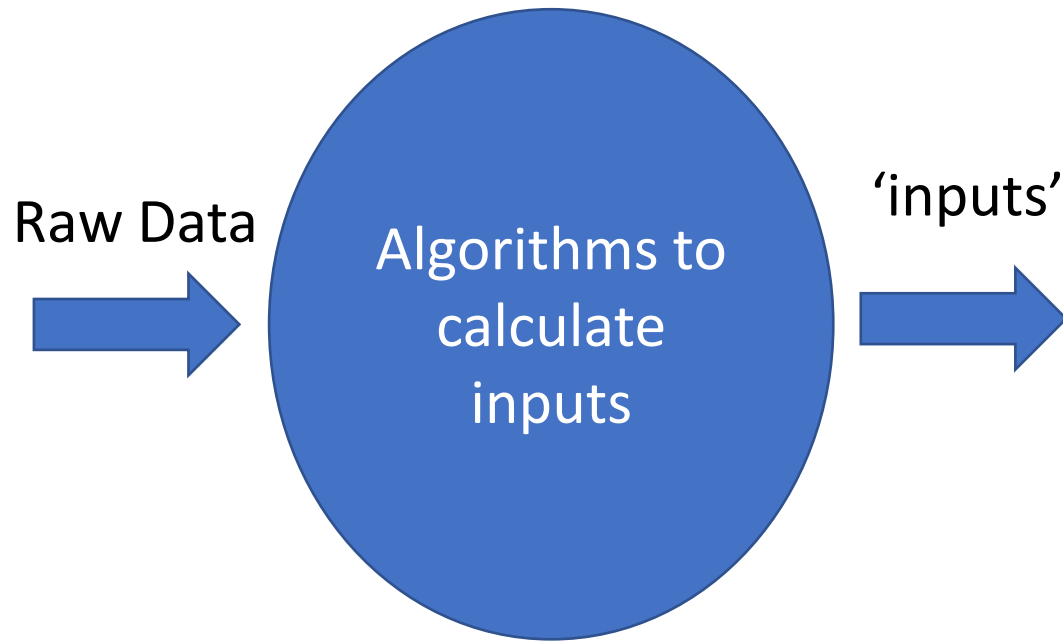 Raw Data
Algorithms to
calculate
inputs
‘inputs’